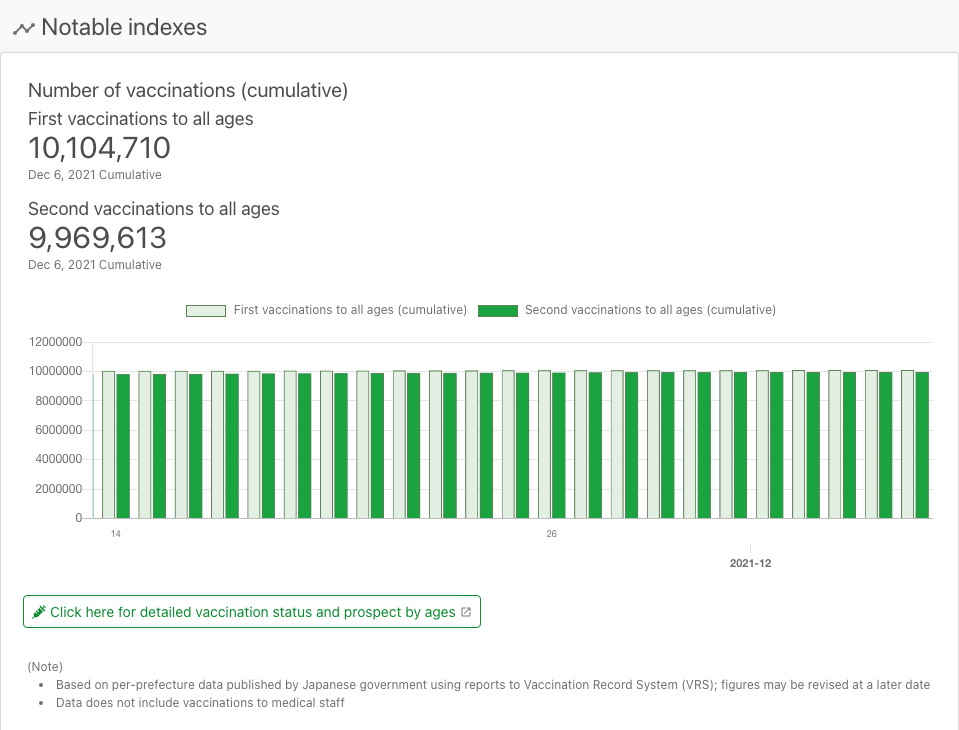 Notable indexes
Number of vaccinations (cumulative)
First vaccinations to all ages
10,104,710
Dec 6, 2021 Cumulative
Second vaccinations to all ages
9,969,613
Dec 6, 2021 Cumulative
First vaccinations to all ages (cumulative) Second vaccinations to all ages (cumulative)
12000000
10000000
8000000
6000000
4000000
2000000
0
14 26
2021-12
Click here for detailed vaccination status and prospect by ages
(Note)
Based on per-prefecture data published by Japanese government using reports to Vaccination Record System (VRS); figures may be revised at a later date
Data does not include vaccinations to medical staff